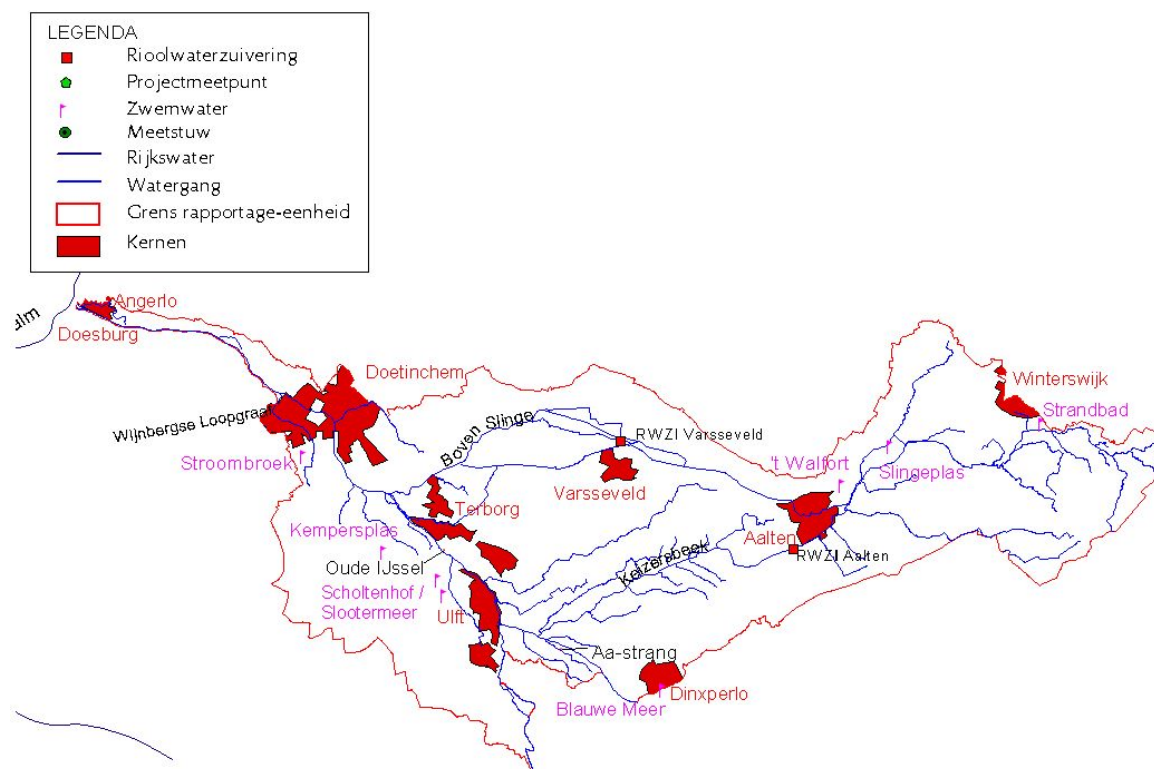 LEGENDA
Rioolwaterzuivering
Projectmeetpunt
Zwemwater
Meetstuw
Rijkswater
Watergang
Grens rapportage-eenheid
Kernen
Angerlo
Doesburg
Doetinchem
Winterswijk
Strandbad
Wijnbergse Loopgraaf
Boven Slinge
RWZI Varsseveld
Stroombroek
't Walfort
Slingeplas
Varsseveld
Terborg
Kempersplas
Aalten
RWZI Aalten
Oude IJssel
Keizersbeek
Scholtenhof /
Slootermeer
Ulft
Aa-strang
Dinxperlo
Blauwe Meer